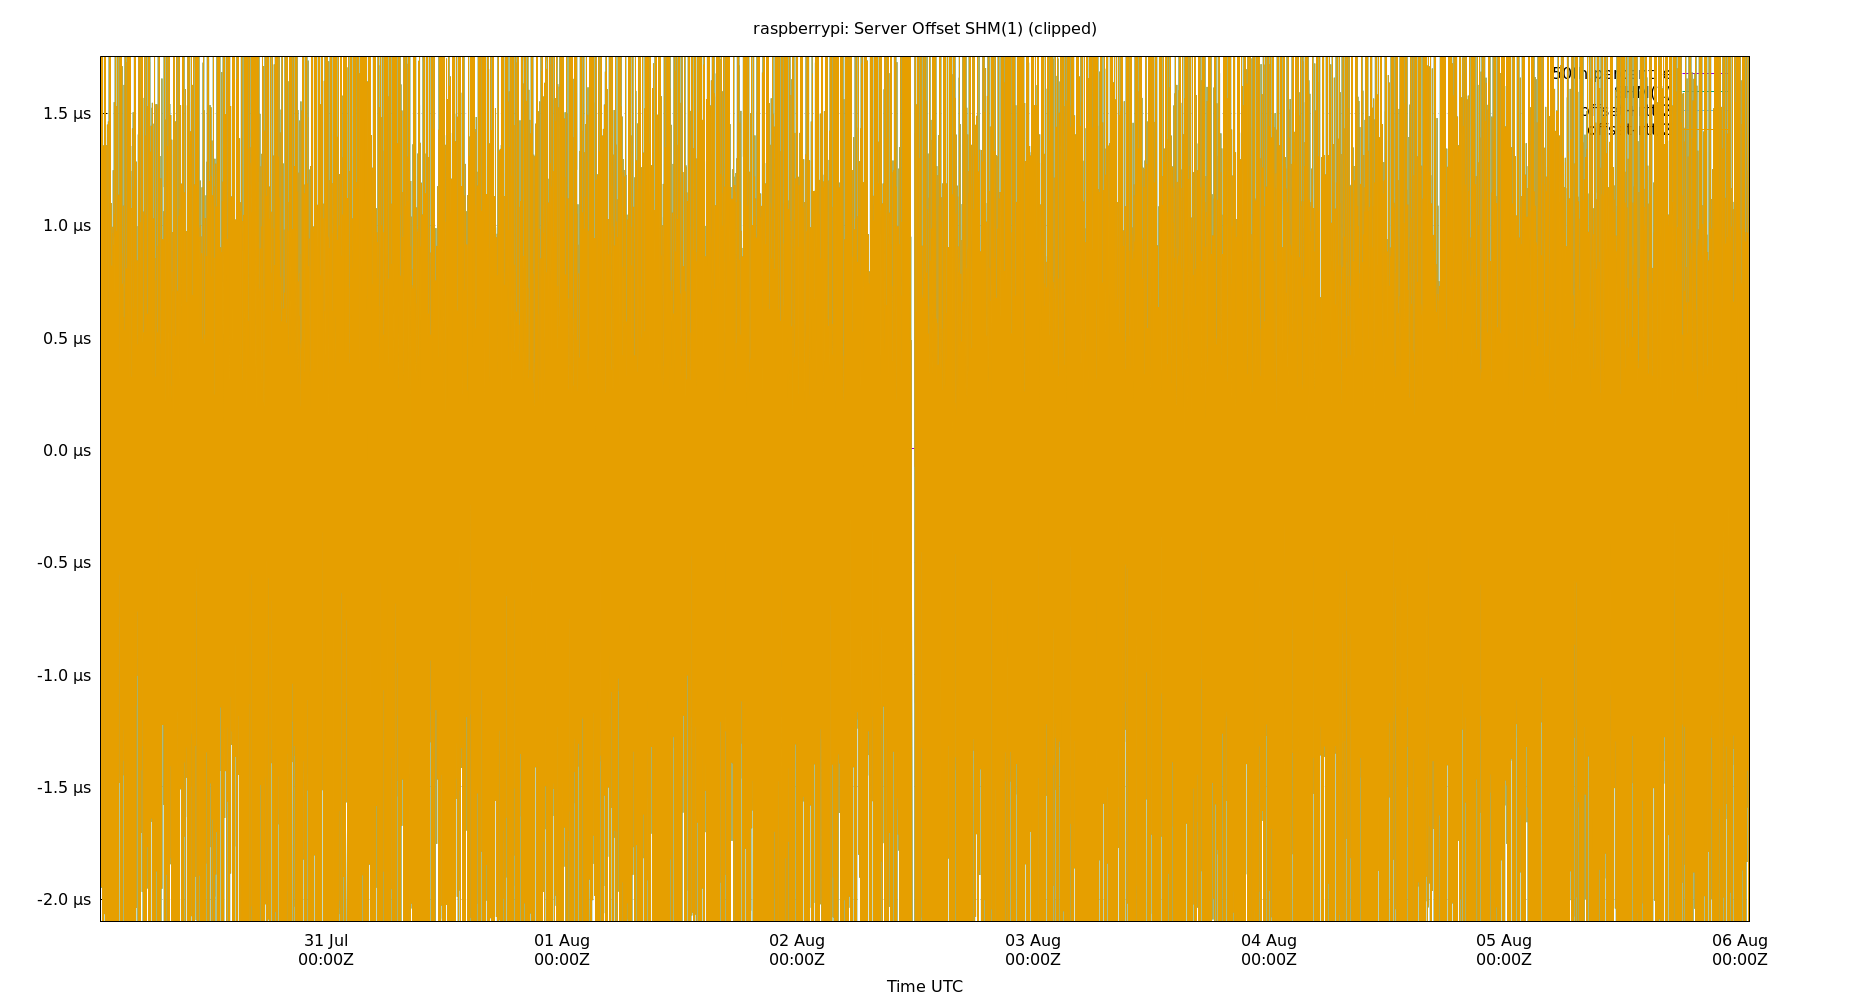 raspberrypi: Server Offset SHM(1) (clipped)
1.5 µs
1.0 µs
0.5 µs
0.0 µs
-0.5 µs
-1.0 µs
-1.5 µs
-2.0 µs
31 Jul
00:00Z
01 Aug
00:00Z
02 Aug
00:00Z
03 Aug
00:00Z
04 Aug
00:00Z
05 Aug
00:00Z
06 Aug
00:00Z
Time UTC